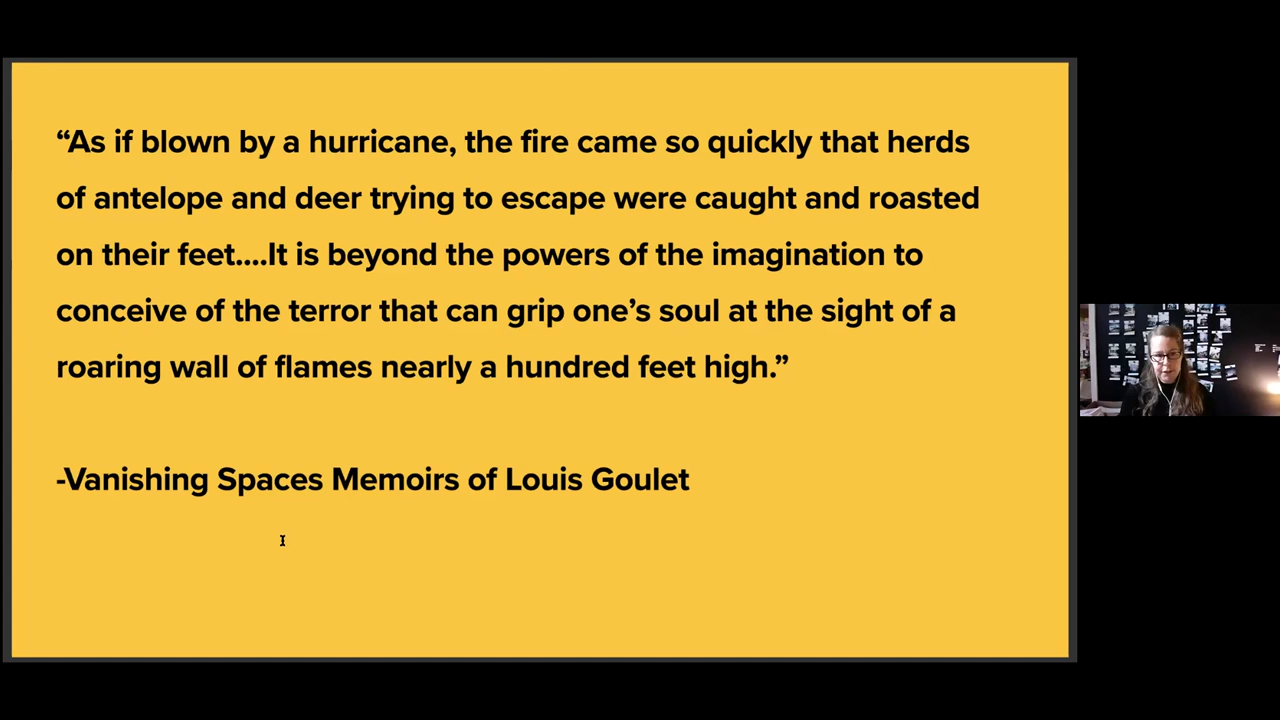 “As if blown by a hurricane, the fire came so quickly that herds
of antelope and deer trying to escape were caught and roasted
on their feet....It is beyond the powers of the imagination to
conceive of the terror that can grip one’s soul at the sight of a
roaring wall of flames nearly a hundred feet high.”
-Vanishing Spaces Memoirs of Louis Goulet